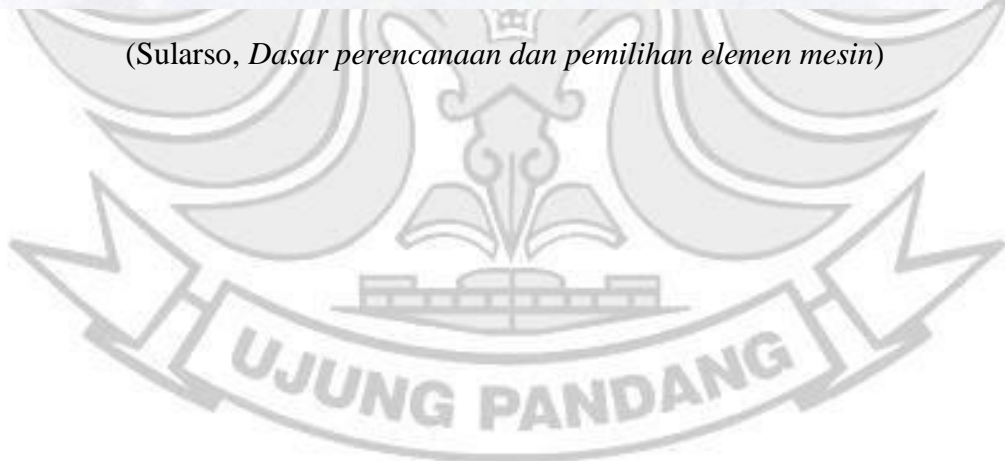 (Sularso, Dasar perencanaan dan pemilihan elemen mesin)
UJUNG PANDANG